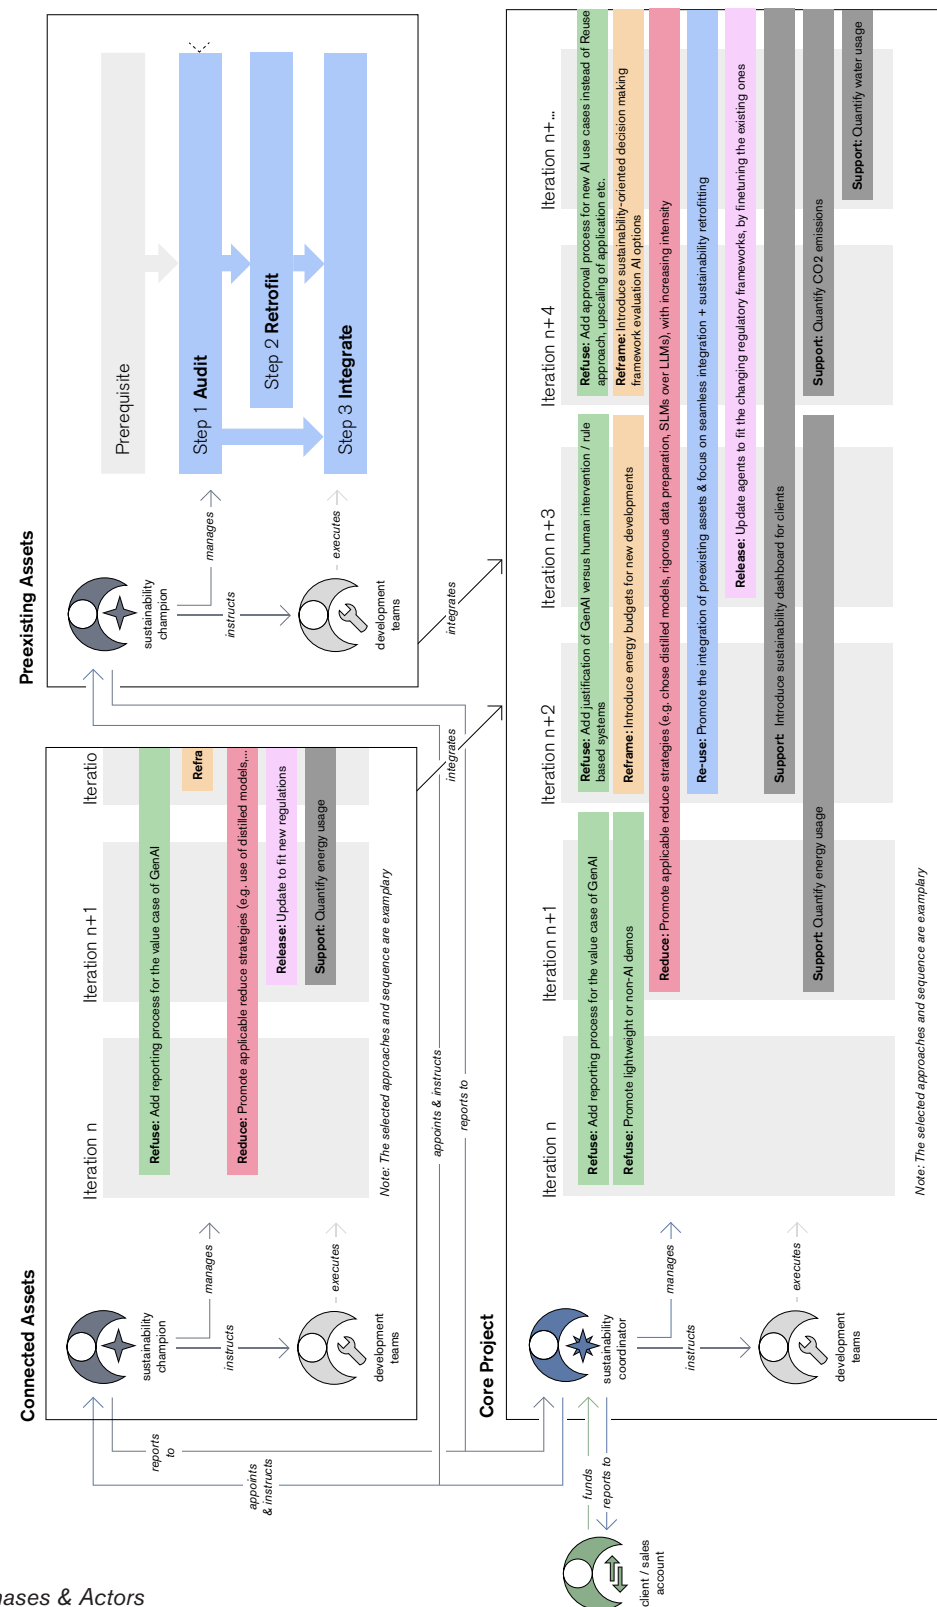 Connected Assets
sustainability
champion
manages
instructs
development
teams
executes
Iteration n
Iteration n+1
Iteratio
Refuse: Add reporting process for the value case of GenAI
Refra
Reduce: Promote applicable reduce strategies (e.g. use of distilled models,...
Release: Update to fit new regulations
Support: Quantify energy usage
Note: The selected approaches and sequence are examplary
Preexisting Assets
sustainability
champion
manages
instructs
development
teams
executes
Prerequisite
Step 1 Audit
Step 2 Retrofit
Step 3 Integrate
reports
to
appoints
& instructs
appoints & instructs
reports to
integrates
integrates
Core Project
sustainability
coordinator
manages
instructs
development
teams
executes
funds
reports to
client / sales
account
Iteration n
Iteration n+1
Iteration n+2
Iteration n+3
Iteration n+4
Iteration n+...
Refuse: Add reporting process for the value case of GenAI
Refuse: Promote lightweight or non-AI demos
Refuse: Add justification of GenAI versus human intervention / rule
based systems
Reframe: Introduce energy budgets for new developments
Refuse: Add approval process for new AI use cases instead of Reuse
approach, upscaling of application etc.
Reframe: Introduce sustainability-oriented decision making
framework evaluation AI options
Reduce: Promote applicable reduce strategies (e.g. chose distilled models, rigorous data preparation, SLMs over LLMs), with increasing intensity
Re-use: Promote the integration of preexisting assets & focus on seamless integration + sustainability retrofitting
Release: Update agents to fit the changing regulatory frameworks, by finetuning the existing ones
Support: Introduce sustainability dashboard for clients
Support: Quantify energy usage
Support: Quantify CO2 emissions
Support: Quantify water usage
Note: The selected approaches and sequence are examplary
hases & Actors